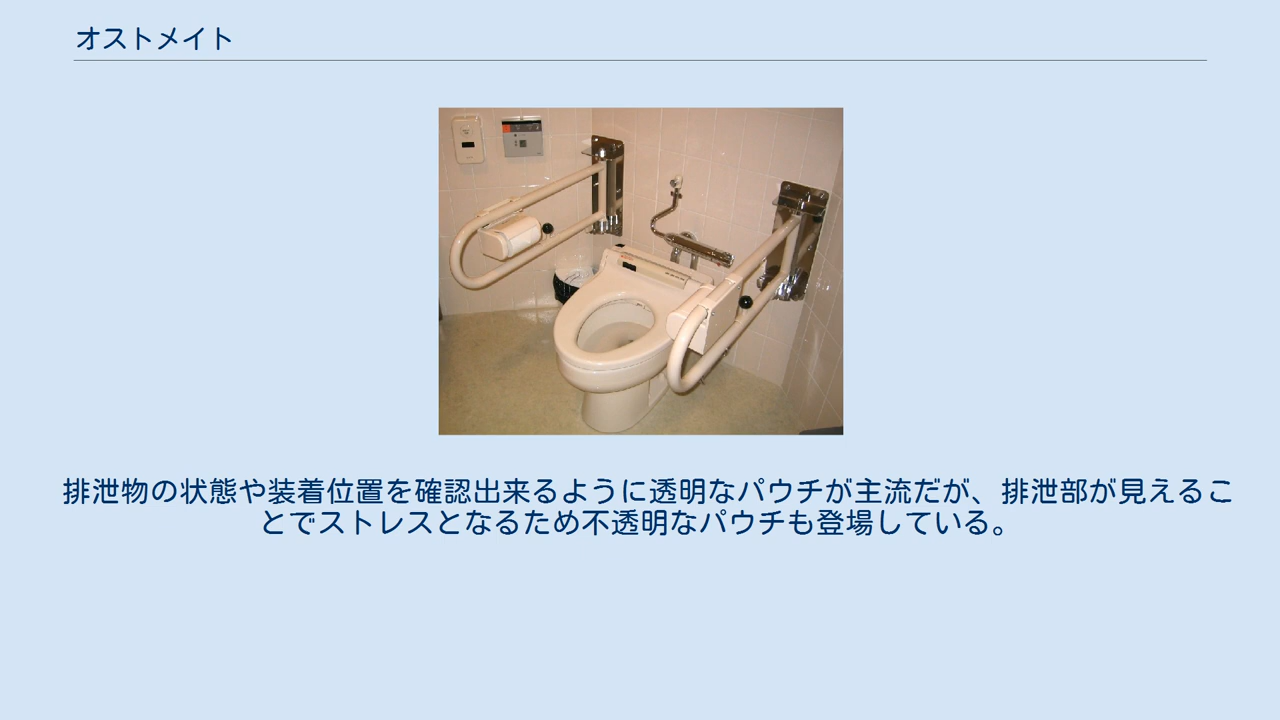 オストメイト
排泄物の状態や装着位置を確認出来るように透明なパウチが主流だが、排泄部が見えるこ
とでストレスとなるため不透明なパウチも登場している。